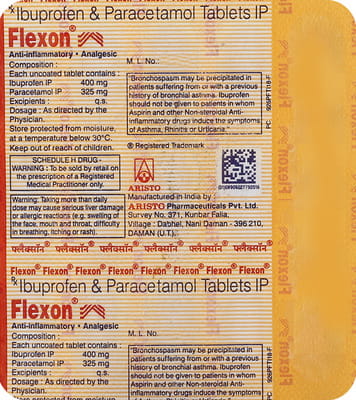 ℞Ibuprofen & Paracetamol Tablets IP
Flexon®
Anti-inflammatory • Analgesic
Composition :
M. L. No.
Each uncoated tablet contains :
Ibuprofen IP 400 mg
Paracetamol IP 325 mg
Excipients : q.s.
Dosage : As directed by the
Physician.
Store protected from moisture,
at a temperature below 30°C.
Keep out of reach of children.
"Bronchospasm may be precipitated in
patients suffering from or with a previous
history of bronchial asthma. Ibuprofen
should not be given to patients in whom
Aspirin and other Non-steroidal Anti-
inflammatory drugs induce the symptoms
of Asthma, Rhinitis or Urticaria."
® Registered Trademark
SCHEDULE H DRUG -
WARNING : To be sold by retail on
the prescription of a Registered
Medical Practitioner only.
Warning: Taking more than daily
dose may cause serious liver damage
or allergic reactions (e.g. swelling of
the face, mouth and throat, difficulty
in breathing, itching or rash).
ARISTO
Manufactured in India by :
ARISTO Pharmaceuticals Pvt. Ltd.
Survey No. 371, Kunbar Falia,
Village : Dabhel, Nani Daman - 396 210,
DAMAN (U.T.).
फ्लैक्सॉन® फ्लैक्सॉन® फ्लैक्सॉन® फ्लैक्सॉन® फ्लैक्सॉन® फ्लैक्सॉन®
Flexon® Flexon® Flexon® Flexon® Flexon® Flexon® Flexon®
℞Ibuprofen & Paracetamol Tablets IP
Flexon®
Anti-inflammatory • Analgesic
Composition :
M. L. No.
Each uncoated tablet contains :
Ibuprofen IP 400 mg
Paracetamol IP 325 mg
Excipients : q.s.
Dosage : As directed by the
Physician.
"Bronchospasm may be precipitated in
patients suffering from or with a previous
history of bronchial asthma. Ibuprofen
should not be given to patients in whom
Aspirin and other Non-steroidal Anti-
inflammatory drugs induce the symptoms
Flexon®
Flexon®